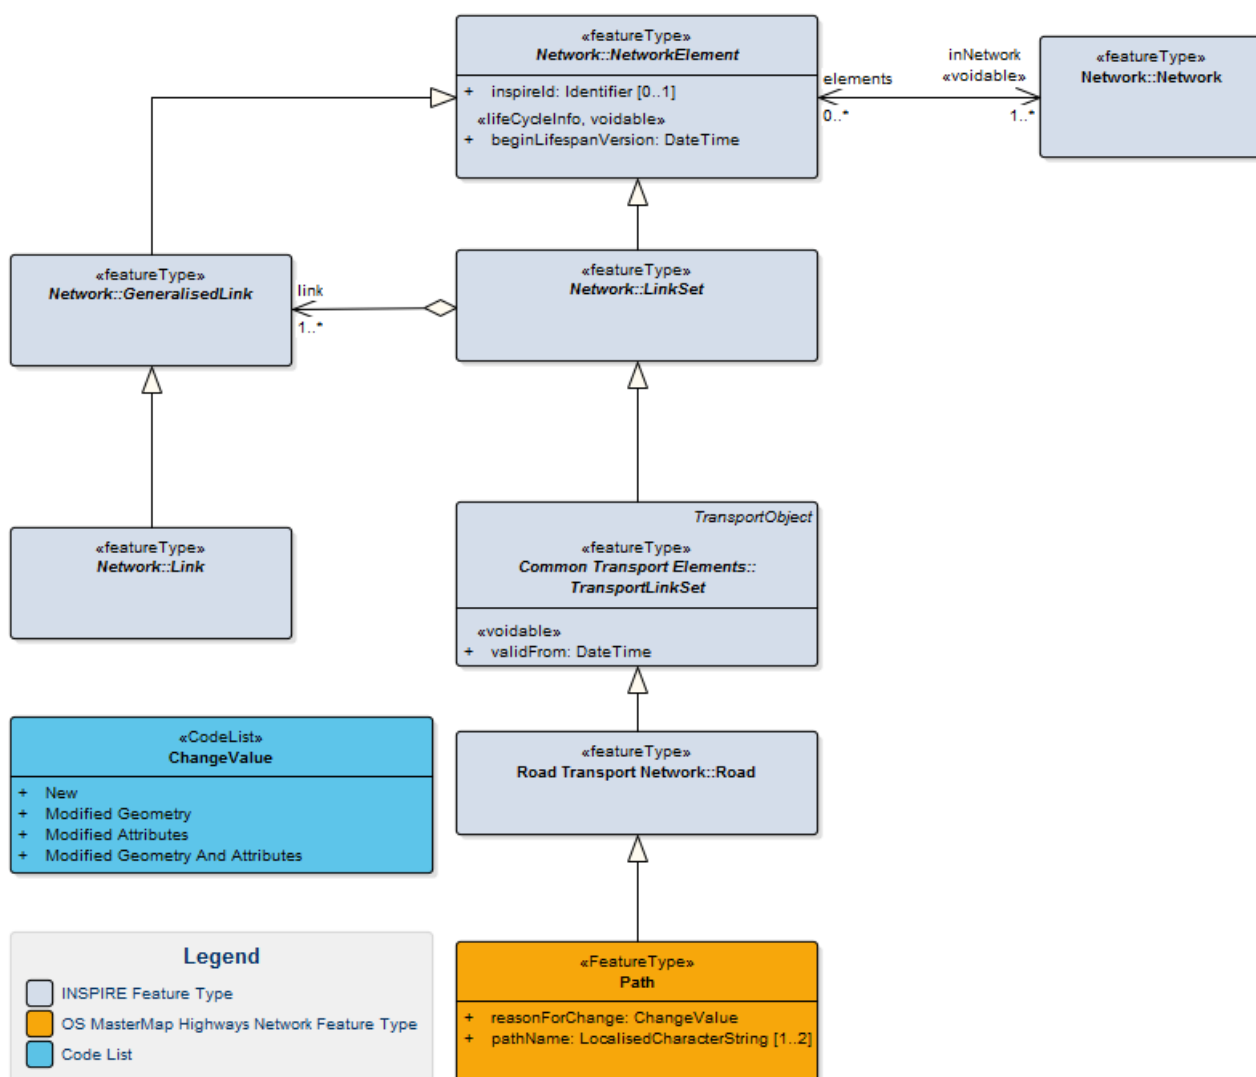 «featureType»
Network::NetworkElement
+ inspireId: Identifier [0..1]
«lifeCycleInfo, voidable»
+ beginLifespanVersion: DateTime
elements
0..*
inNetwork
«voidable»
1..*
«featureType»
Network::Network
«featureType»
Network::GeneralisedLink
link
1..*
«featureType»
Network::LinkSet
«featureType»
Network::Link
TransportObject
«featureType»
Common Transport Elements::
TransportLinkSet
«voidable»
+ validFrom: DateTime
«CodeList»
ChangeValue
+ New
+ Modified Geometry
+ Modified Attributes
+ Modified Geometry And Attributes
«featureType»
Road Transport Network::Road
Legend
INSPIRE Feature Type
OS MasterMap Highways Network Feature Type
Code List
«FeatureType»
Path
+ reasonForChange: ChangeValue
+ pathName: LocalisedCharacterString [1..2]